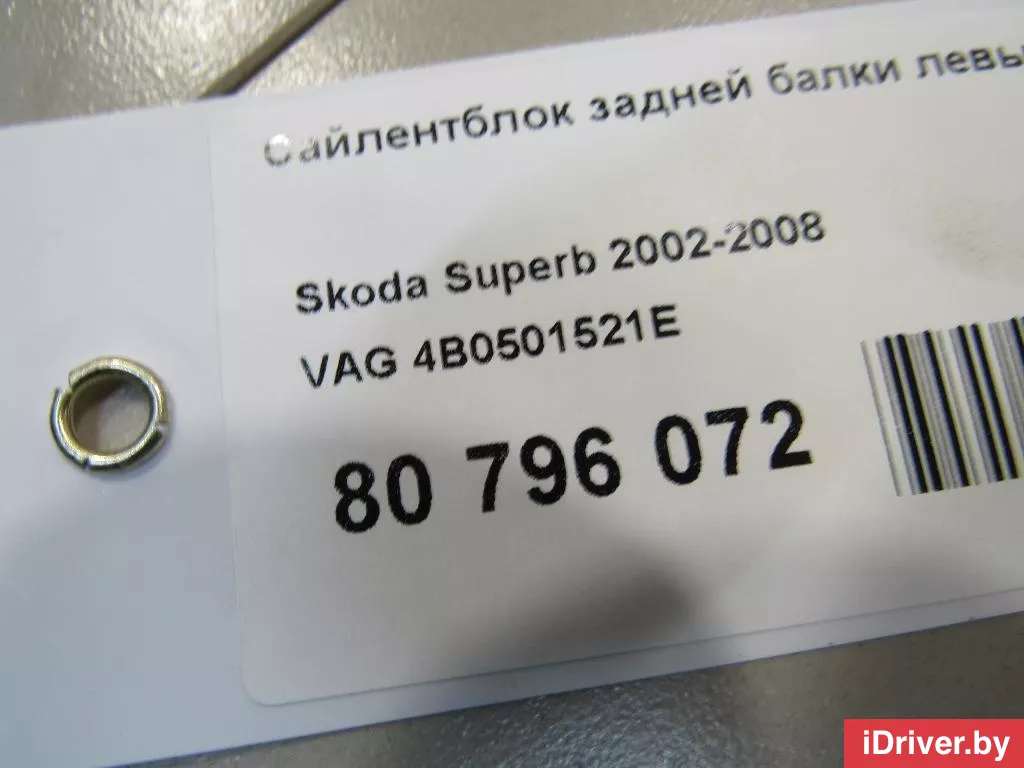 Сайлентблок задней балки левы
Skoda Superb 2002-2008
VAG 4B0501521E
80 796 072
iDriver.by